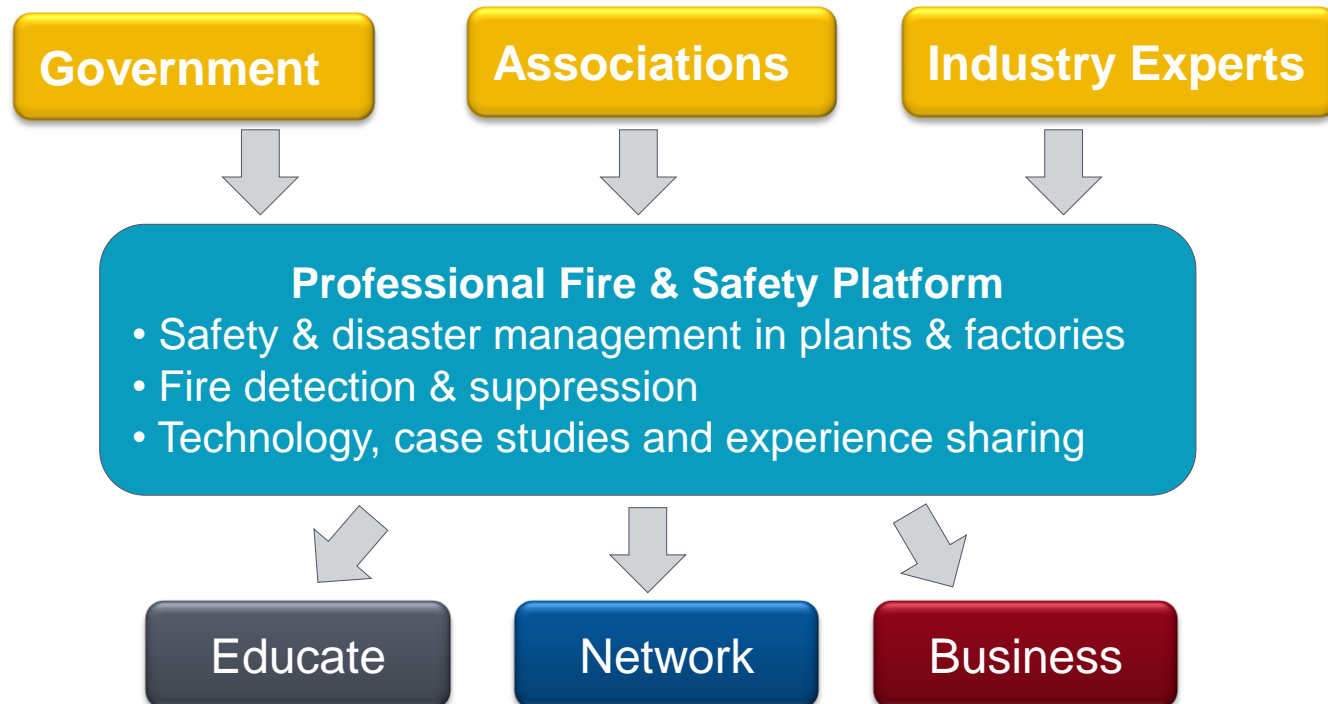 Government
Associations
Industry Experts
Professional Fire & Safety Platform
• Safety & disaster management in plants & factories
• Fire detection & suppression
• Technology, case studies and experience sharing
Educate
Network
Business